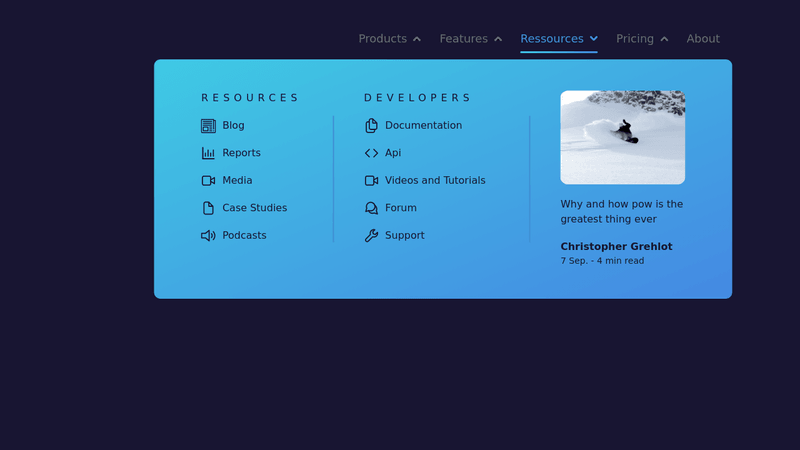 Products Features Ressources Pricing About
RESOURCES
Blog
Reports
Media
Case Studies
Podcasts
DEVELOPERS
Documentation
Api
Videos and Tutorials
Forum
Support
Why and how pow is the
greatest thing ever
Christopher Grehlot
7 Sep. - 4 min read